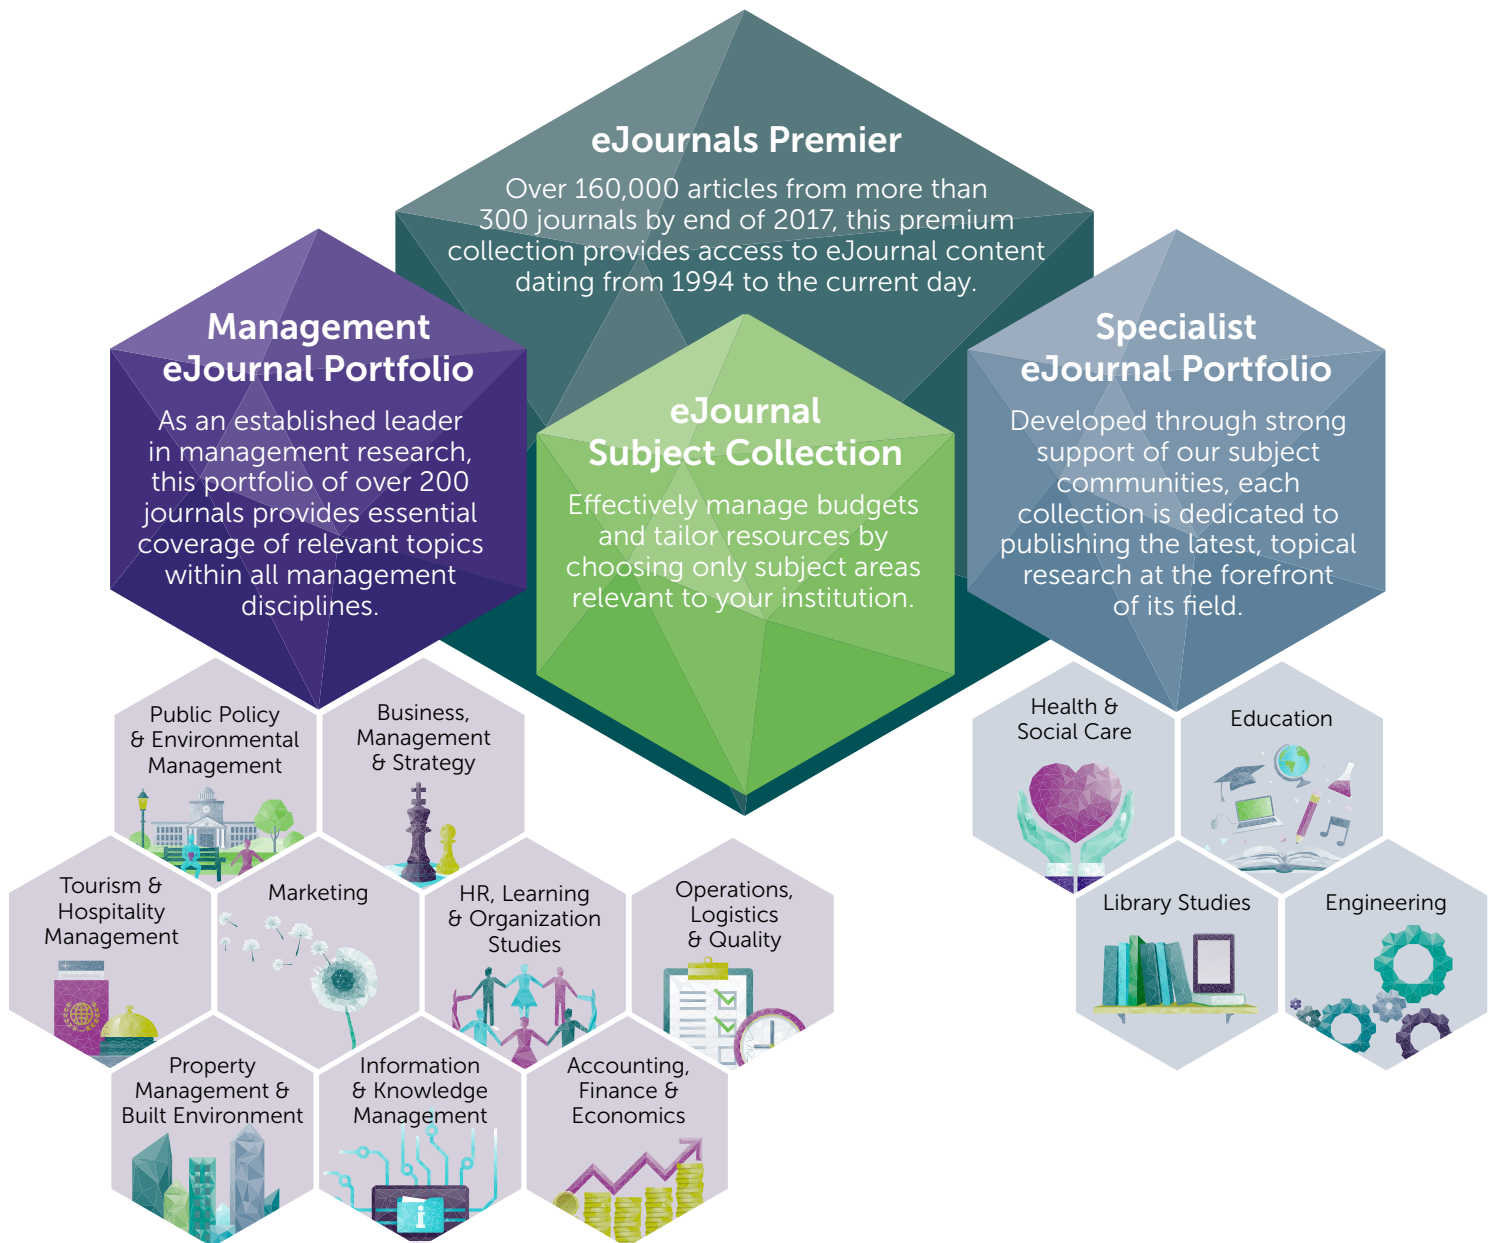 eJournals Premier
Over 160,000 articles from more than
300 journals by end of 2017, this premium
collection provides access to eJournal content
dating from 1994 to the current day.
Management
eJournal Portfolio
As an established leader
in management research,
this portfolio of over 200
journals provides essential
coverage of relevant topics
within all management
disciplines.
eJournal
Subject Collection
Effectively manage budgets
and tailor resources by
choosing only subject areas
relevant to your institution.
Specialist
eJournal Portfolio
Developed through strong
support of our subject
communities, each
collection is dedicated to
publishing the latest, topical
research at the forefront
of its field.
Public Policy
& Environmental
Management
Business,
Management
& Strategy
Tourism &
Hospitality
Management
Marketing
HR, Learning
& Organization
Studies
Operations,
Logistics
& Quality
Property
Management &
Built Environment
Information
& Knowledge
Management
i
Accounting,
Finance &
Economics
Health &
Social Care
Education
Library Studies
Engineering